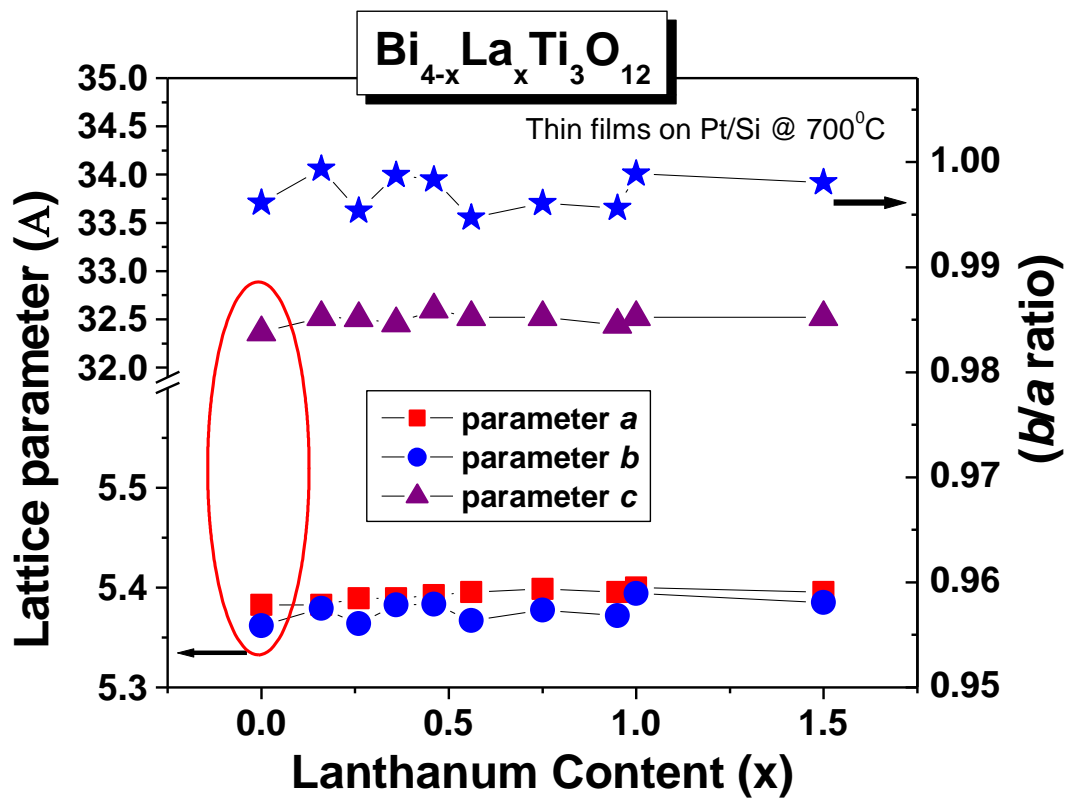 Bi4-xLaxTi3O12
Thin films on Pt/Si @ 700⁰C
Lattice parameter (A)
35.0
34.5
34.0
33.5
33.0
32.5
32.0
5.5
5.4
5.3
1.00
0.99
0.98
0.97
0.96
0.95
(b/a ratio)
parameter a
parameter b
parameter c
0.0 0.5 1.0 1.5
Lanthanum Content (x)